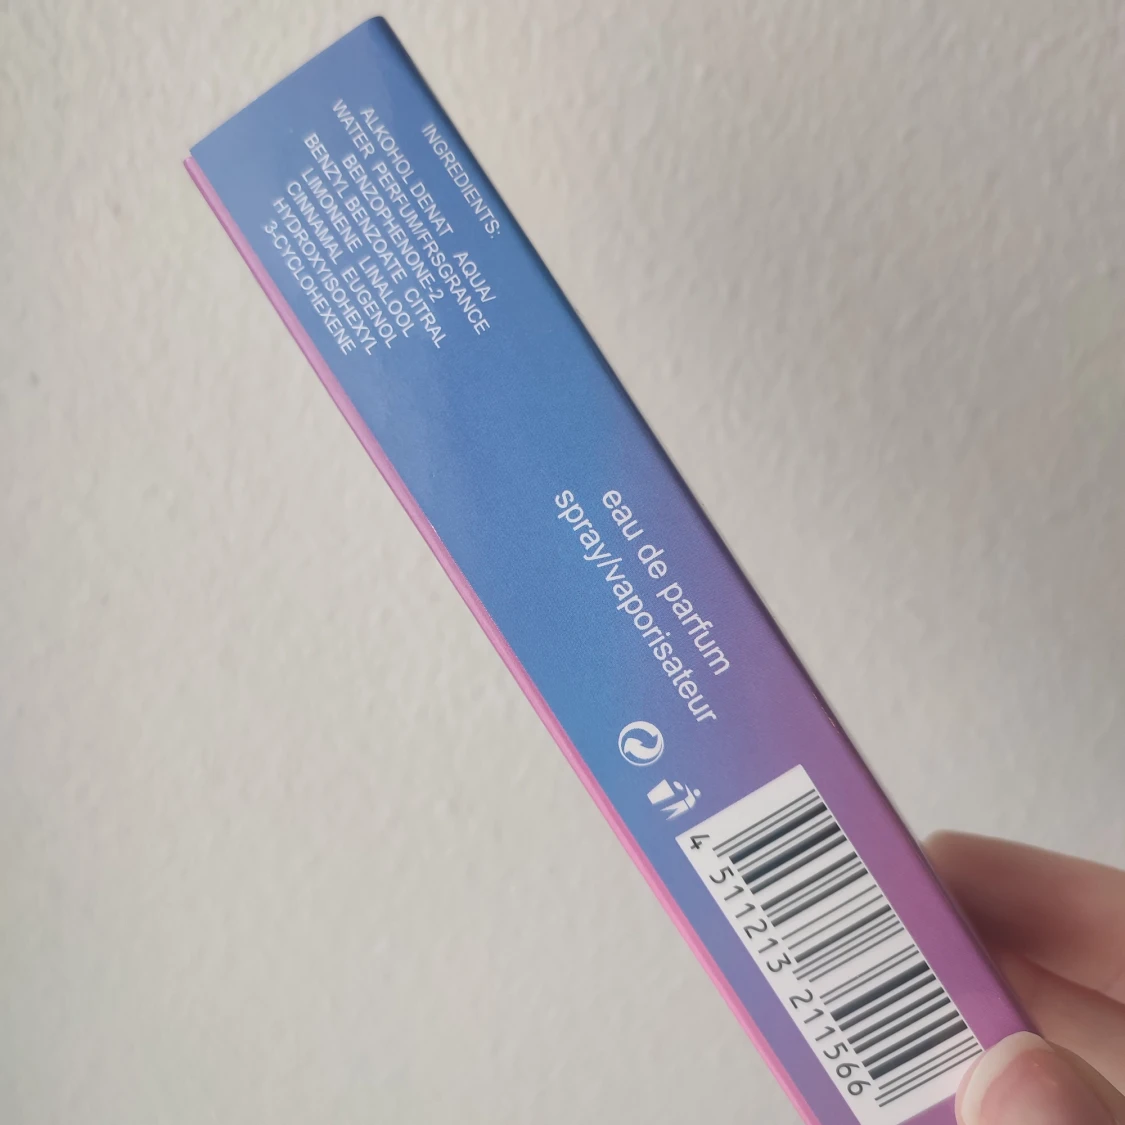 INGREDIENTS:
ALKOHOL DENAT AQUA/
WATER PERFUM/FRSGRANCE
BENZOPHENONE-2
BENZYL BENZOATE CITRAL
LIMONENE LINALOOL
CINNAMAL EUGENOL
HYDROXYISOHEXYL
3-CYCLOHEXENE
eau de parfum
spray/vaporisateur
4 511213 211566